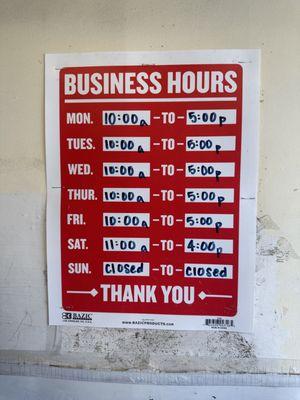 BUSINESS HOURS
MON. 10:00a -TO- 5:00p
TUES. 10:00a -TO- 5:00p
WED. 10:00a -TO- 5:00p
THUR. 10:00a -TO- 5:00p
FRI. 10:00a -TO- 5:00p
SAT. 11:00a -TO- 4:00p
SUN. Closed -TO- Closed
THANK YOU
BAZIC
WWW.BAZICPRODUCTS.COM